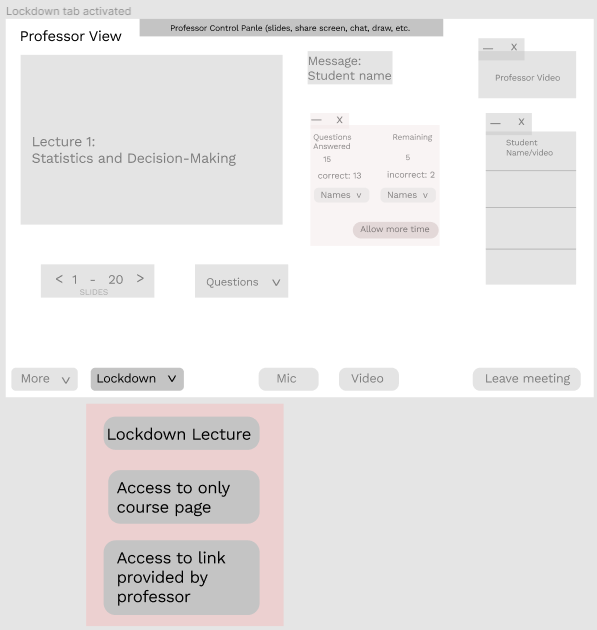 Lockdown tab activated
Professor View
Professor Control Panle (slides, share screen, chat, draw, etc.
Message:
Student name
— X
Professor Video
— X
Questions
Answered
Remaining
15
5
correct: 13
incorrect: 2
Names v
Names v
Allow more time
— X
Student
Name/video
Lecture 1:
Statistics and Decision-Making
< 1 - 20 >
SLIDES
Questions v
More v
Lockdown v
Mic
Video
Leave meeting
Lockdown Lecture
Access to only
course page
Access to link
provided by
professor